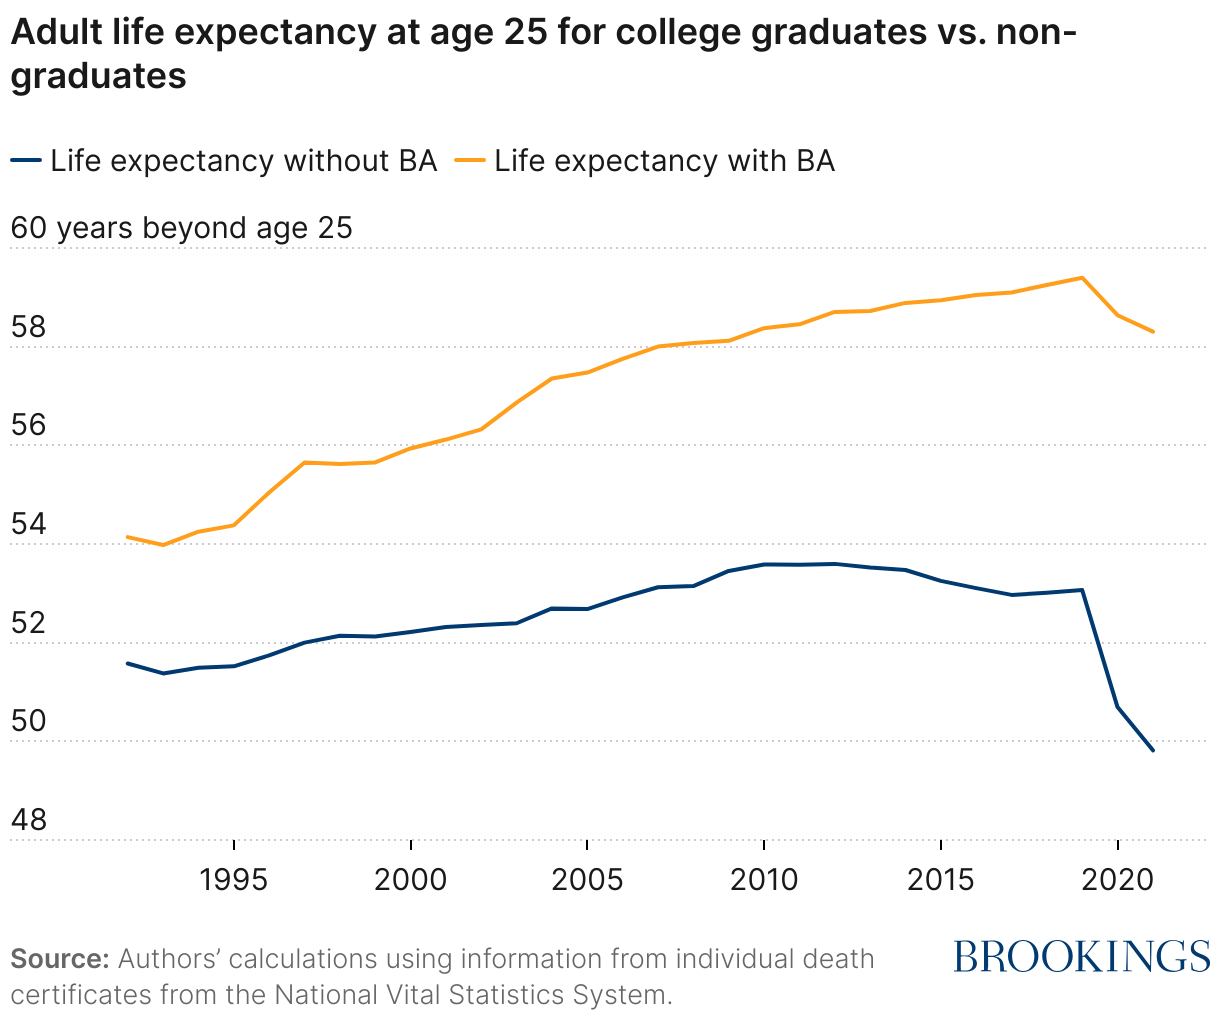 Adult life expectancy at age 25 for college graduates vs. non-
graduates
Life expectancy without BA Life expectancy with BA
60 years beyond age 25
58
56
54
52
50
48
1995 2000 2005 2010 2015 2020
Source: Authors’ calculations using information from individual death
certificates from the National Vital Statistics System.
BROOKINGS